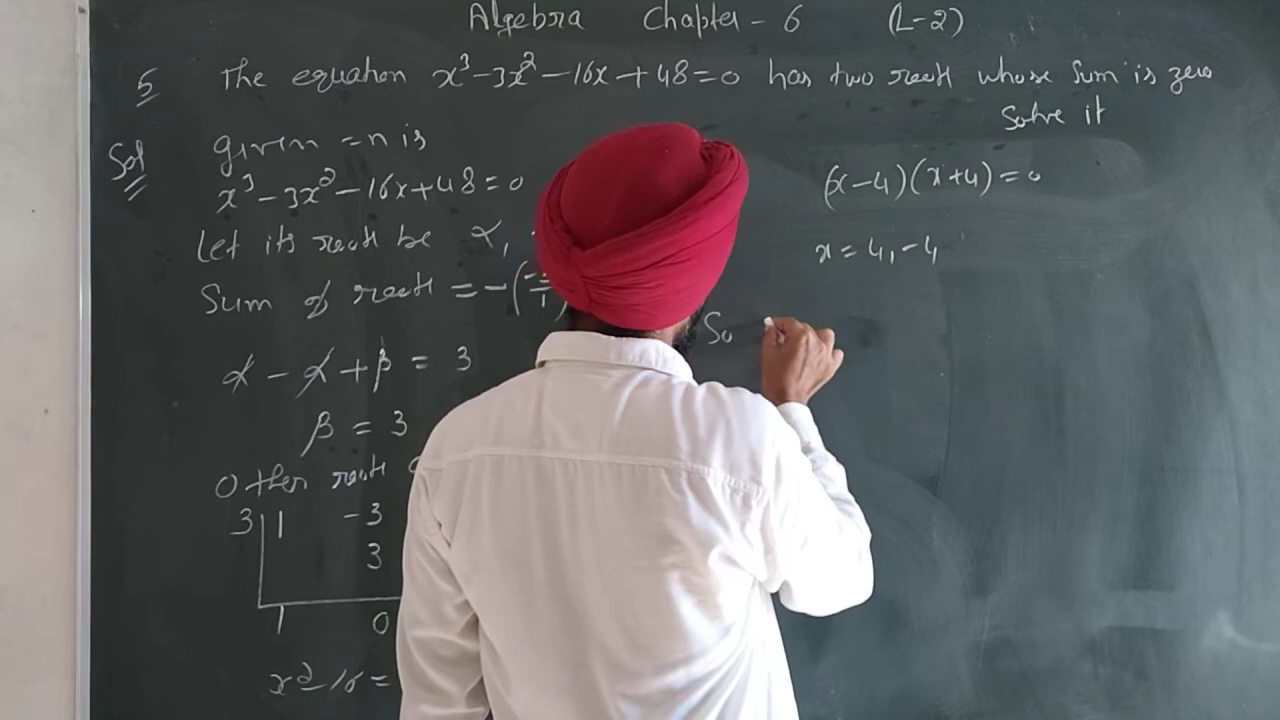 Algebra Chapter - 6 (L-2)
5 The equation x³-3x²-16x+48=0 has two roots whose sum is zero
Solve it
Sol given =n is
x³-3x²-16x+48=0
Let its roots be α,
Sum of roots = -(
α - α + β = 3
β = 3
Other roots
3 | 1 -3
3
1 0
x²-16=
(x-4)(x+4)=0
x = 4, -4
So